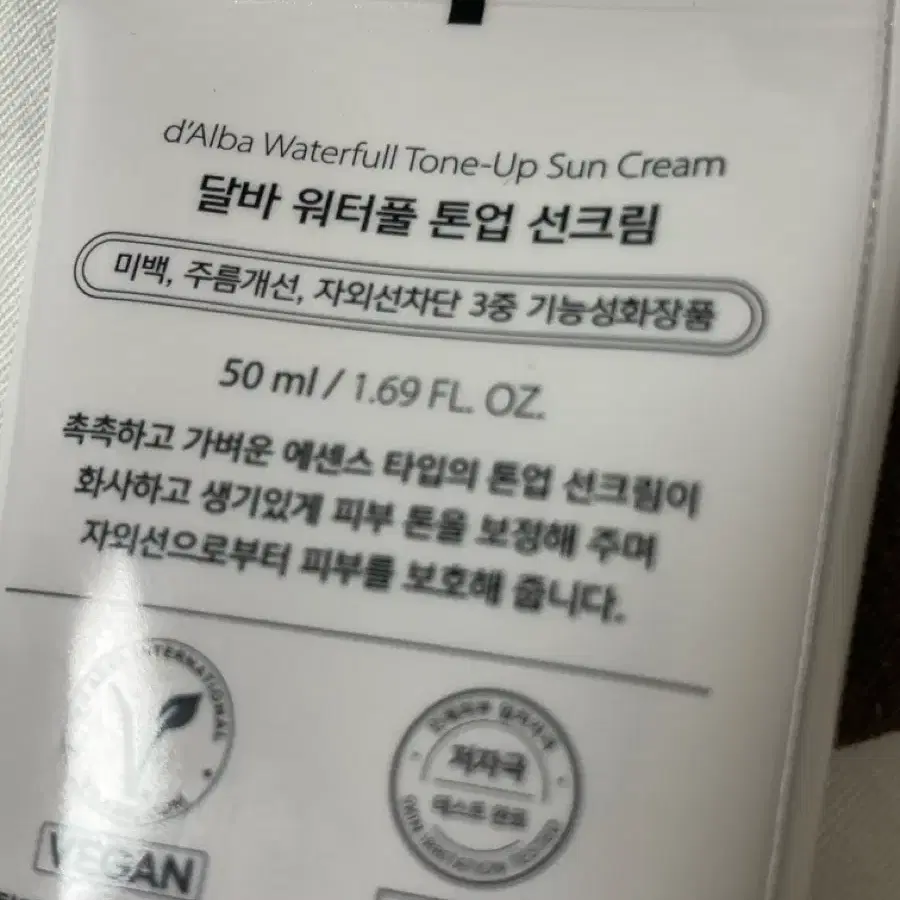 d'Alba Waterfull Tone-Up Sun Cream
달바 워터풀 톤업 선크림
미백, 주름개선, 자외선차단 3중 기능성화장품
50 ml / 1.69 FL. OZ.
촉촉하고 가벼운 에센스 타입의 톤업 선크림이
화사하고 생기있게 피부 톤을 보정해 주며
자외선으로부터 피부를 보호해 줍니다.
INTERNATIONAL
VEGAN
저자극
테스트 완료